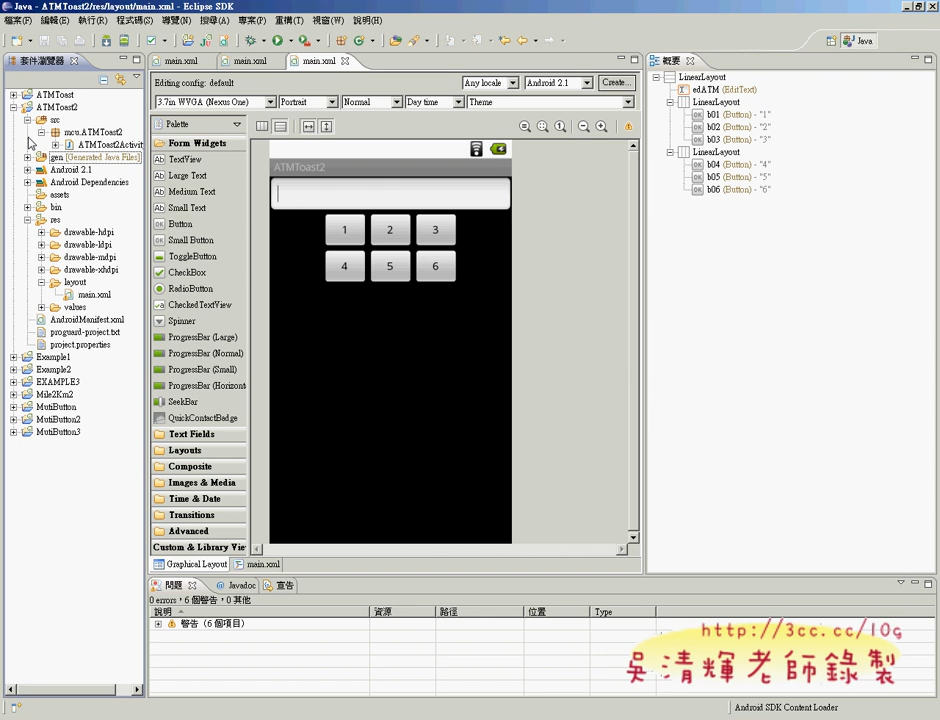 Java - ATMToast2/res/layout/main.xml - Eclipse SDK
檔案(F) 編輯(E) 執行(R) 程式碼(S) 導覽(N) 搜尋(A) 專案(P) 重構(T) 視窗(W) 說明(H)
Java
套件瀏覽器
ATMToast
ATMToast2
src
mcu.ATMToast2
ATMToast2Activit
gen [Generated Java Files]
Android 2.1
Android Dependencies
assets
bin
res
drawable-hdpi
drawable-ldpi
drawable-mdpi
drawable-xhdpi
layout
main.xml
values
AndroidManifest.xml
proguard-project.txt
project.properties
Example1
Example2
EXAMPLE3
Mile2Km2
MutiButton
MutiButton2
MutiButton3
main.xml main.xml main.xml
Editing config: default
Any locale Android 2.1 Create...
3.7in WVGA (Nexus One) Portrait Normal Day time Theme
Palette
Form Widgets
TextView
Large Text
Medium Text
Small Text
Button
Small Button
ToggleButton
CheckBox
RadioButton
CheckedTextView
Spinner
ProgressBar (Large)
ProgressBar (Normal)
ProgressBar (Small)
ProgressBar (Horizont
SeekBar
QuickContactBadge
Text Fields
Layouts
Composite
Images & Media
Time & Date
Transitions
Advanced
Custom & Library Vie
ATMToast2
1 2 3
4 5 6
Graphical Layout main.xml
概要
LinearLayout
edATM (EditText)
LinearLayout
b01 (Button) - "1"
b02 (Button) - "2"
b03 (Button) - "3"
LinearLayout
b04 (Button) - "4"
b05 (Button) - "5"
b06 (Button) - "6"
問題 Javadoc 宣告
0 errors，6 個警告，0 其他
說明 資源 路徑 位置 Type
警告 (6 個項目)
http://3cc.cc/10g
吳清輝老師錄製
Android SDK Content Loader